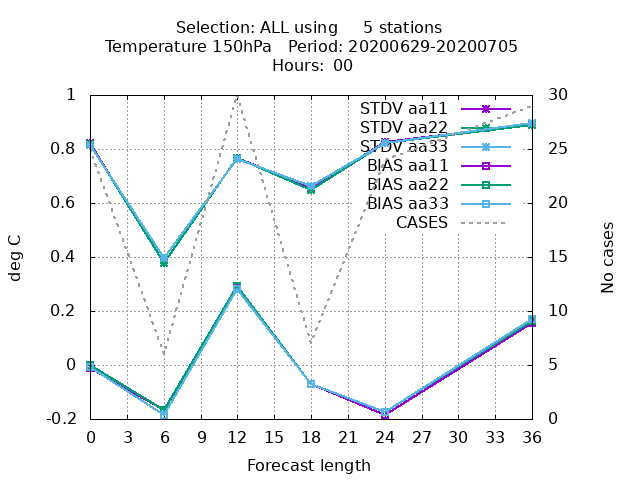 Selection: ALL using     5 stations
Temperature 150hPa   Period: 20200629-20200705
Hours:  00
1
0.8
0.6
0.4
0.2
0
-0.2
30
25
20
15
10
5
0
STDV aa11
STDV aa22
STDV aa33
BIAS aa11
BIAS aa22
BIAS aa33
CASES
deg C
No cases
0 3 6 9 12 15 18 21 24 27 30 33 36
Forecast length